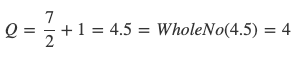 Q = 7/2 + 1 = 4.5 = WholeNo(4.5) = 4